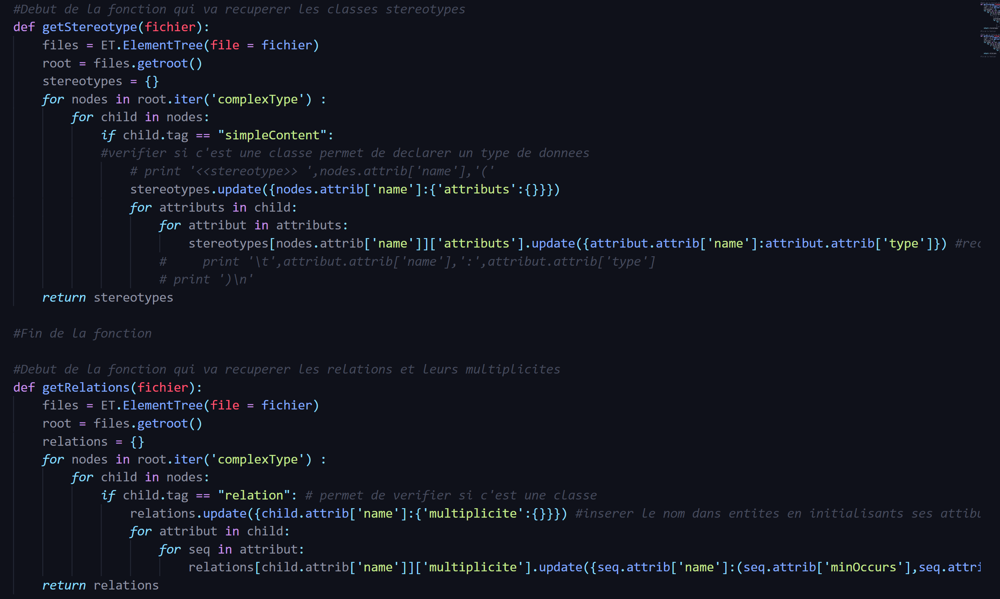 #Debut de la fonction qui va recuperer les classes stereotypes
def getStereotype(fichier):
    files = ET.ElementTree(file = fichier)
    root = files.getroot()
    stereotypes = {}
    for nodes in root.iter('complexType') :
        for child in nodes:
            if child.tag == "simpleContent":
            #verifier si c'est une classe permet de declarer un type de donnees
                # print '<<stereotype>> ',nodes.attrib['name'],'('
                stereotypes.update({nodes.attrib['name']:{'attributs':{}}})
                for attributs in child:
                    for attribut in attributs:
                        stereotypes[nodes.attrib['name']]['attributs'].update({attribut.attrib['name']:attribut.attrib['type']})
                    #     print '\t',attribut.attrib['name'],':',attribut.attrib['type']
                    # print ')\n'
    return stereotypes
#Fin de la fonction
#Debut de la fonction qui va recuperer les relations et leurs multiplicites
def getRelations(fichier):
    files = ET.ElementTree(file = fichier)
    root = files.getroot()
    relations = {}
    for nodes in root.iter('complexType') :
        for child in nodes:
            if child.tag == "relation": # permet de verifier si c'est une classe
                relations.update({child.attrib['name']:{'multiplicite':{}}}) #inserer le nom dans entites en initialisants ses
                for attribut in child:
                    for seq in attribut:
                        relations[child.attrib['name']]['multiplicite'].update({seq.attrib['name']:(seq.attrib['minOccurs'],seq.attri
    return relations